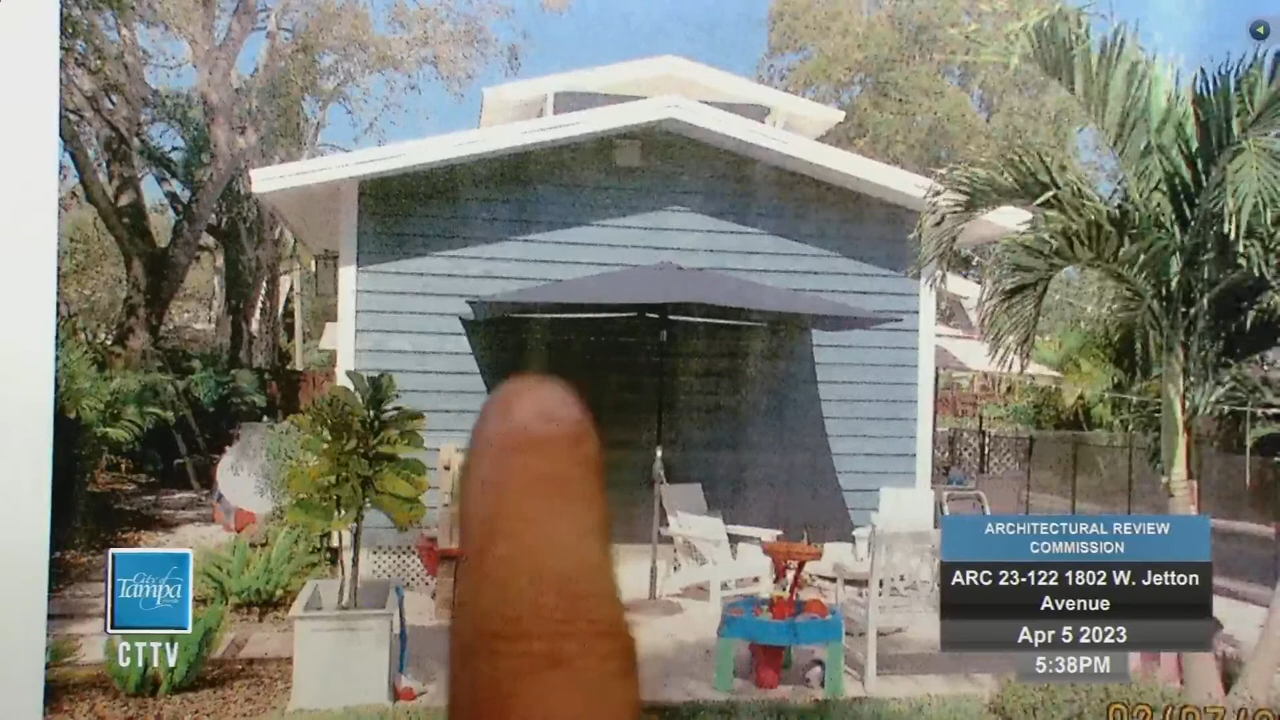 ARCHITECTURAL REVIEW
COMMISSION
ARC 23-122 1802 W. Jetton
Avenue
Apr 5 2023
5:38PM
City of
Tampa
CTTV